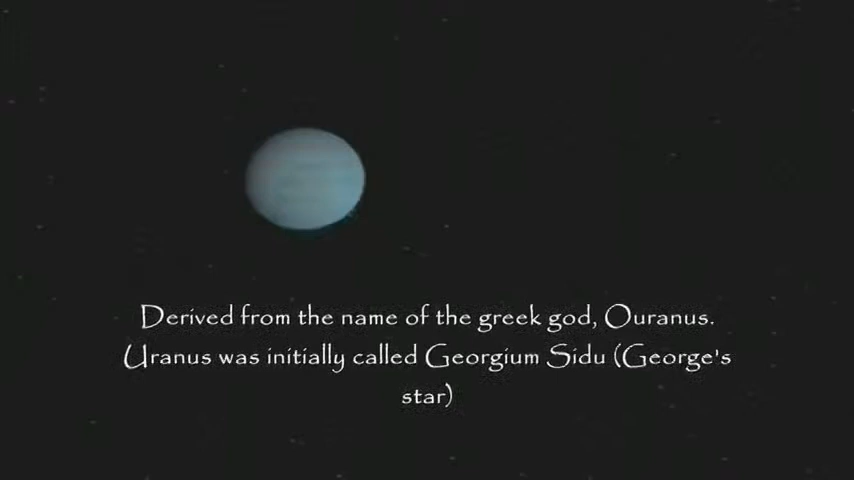 Derived from the name of the greek god, Ouranus.
Uranus was initially called Georgium Sidu (George's
star)